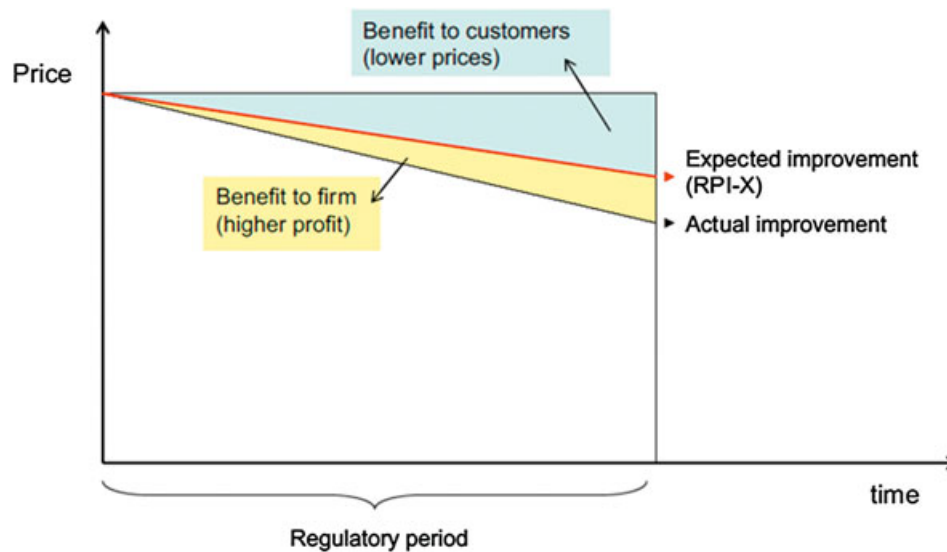 Benefit to customers
(lower prices)
Price
Expected improvement
(RPI-X)
Benefit to firm
(higher profit)
Actual improvement
time
Regulatory period